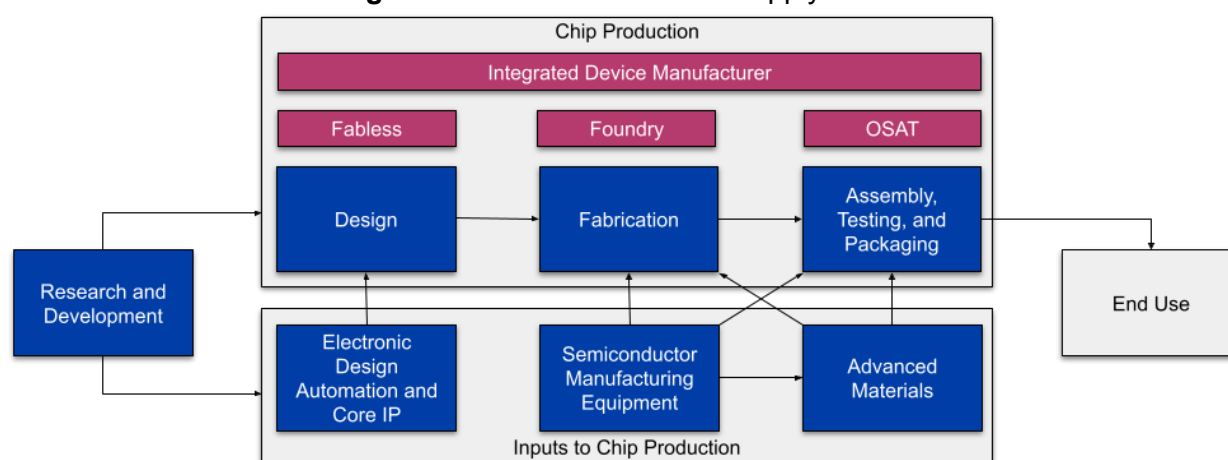 Chip Production
Integrated Device Manufacturer
Fabless
Foundry
OSAT
Design
Fabrication
Assembly,
Testing, and
Packaging
Research and
Development
End Use
Electronic
Design
Automation and
Core IP
Semiconductor
Manufacturing
Equipment
Advanced
Materials
Inputs to Chip Production